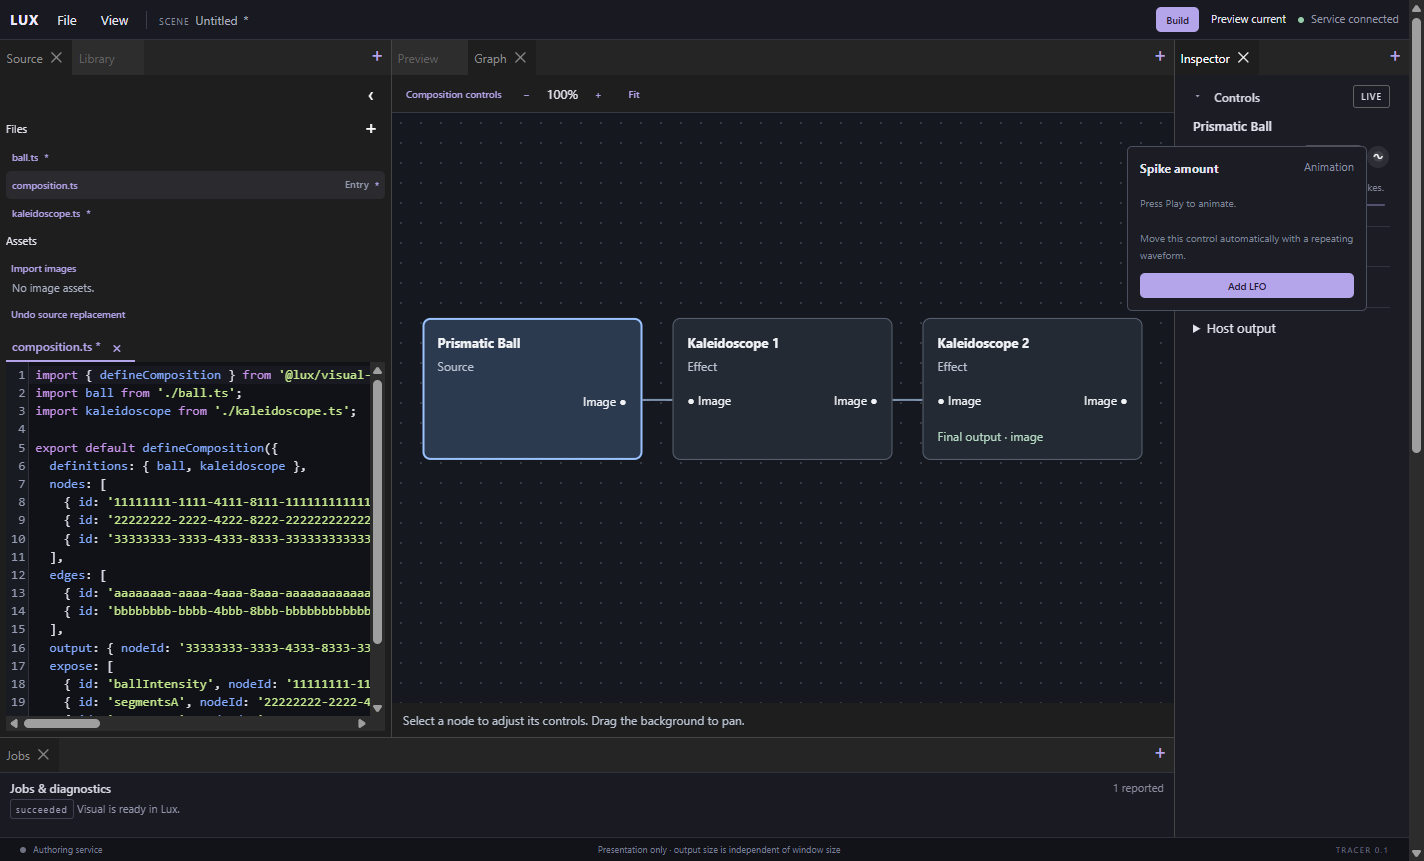 LUX File View SCENE Untitled * Build Preview current Service connected
Source Library + Preview Graph + Inspector +
Composition controls − 100% + Fit
Controls LIVE
Prismatic Ball
Files +
ball.ts *
composition.ts Entry *
kaleidoscope.ts *
Assets
Import images
No image assets.
Undo source replacement
composition.ts * ×
1 import { defineComposition } from '@lux/visual-
2 import ball from './ball.ts';
3 import kaleidoscope from './kaleidoscope.ts';
4
5 export default defineComposition({
6 definitions: { ball, kaleidoscope },
7 nodes: [
8 { id: '11111111-1111-4111-8111-111111111111
9 { id: '22222222-2222-4222-8222-222222222222
10 { id: '33333333-3333-4333-8333-333333333333
11 ],
12 edges: [
13 { id: 'aaaaaaaa-aaaa-4aaa-8aaa-aaaaaaaaaaaa
14 { id: 'bbbbbbbb-bbbb-4bbb-8bbb-bbbbbbbbbbbb
15 ],
16 output: { nodeId: '33333333-3333-4333-8333-33
17 expose: [
18 { id: 'ballIntensity', nodeId: '11111111-11
19 { id: 'segmentsA', nodeId: '22222222-2222-4
Prismatic Ball
Source
Image
Kaleidoscope 1
Effect
Image Image
Kaleidoscope 2
Effect
Image Image
Final output · image
Select a node to adjust its controls. Drag the background to pan.
Spike amount Animation
Press Play to animate.
Move this control automatically with a repeating
waveform.
Add LFO
kes.
Host output
Jobs +
Jobs & diagnostics 1 reported
succeeded Visual is ready in Lux.
Authoring service Presentation only · output size is independent of window size TRACER 0.1